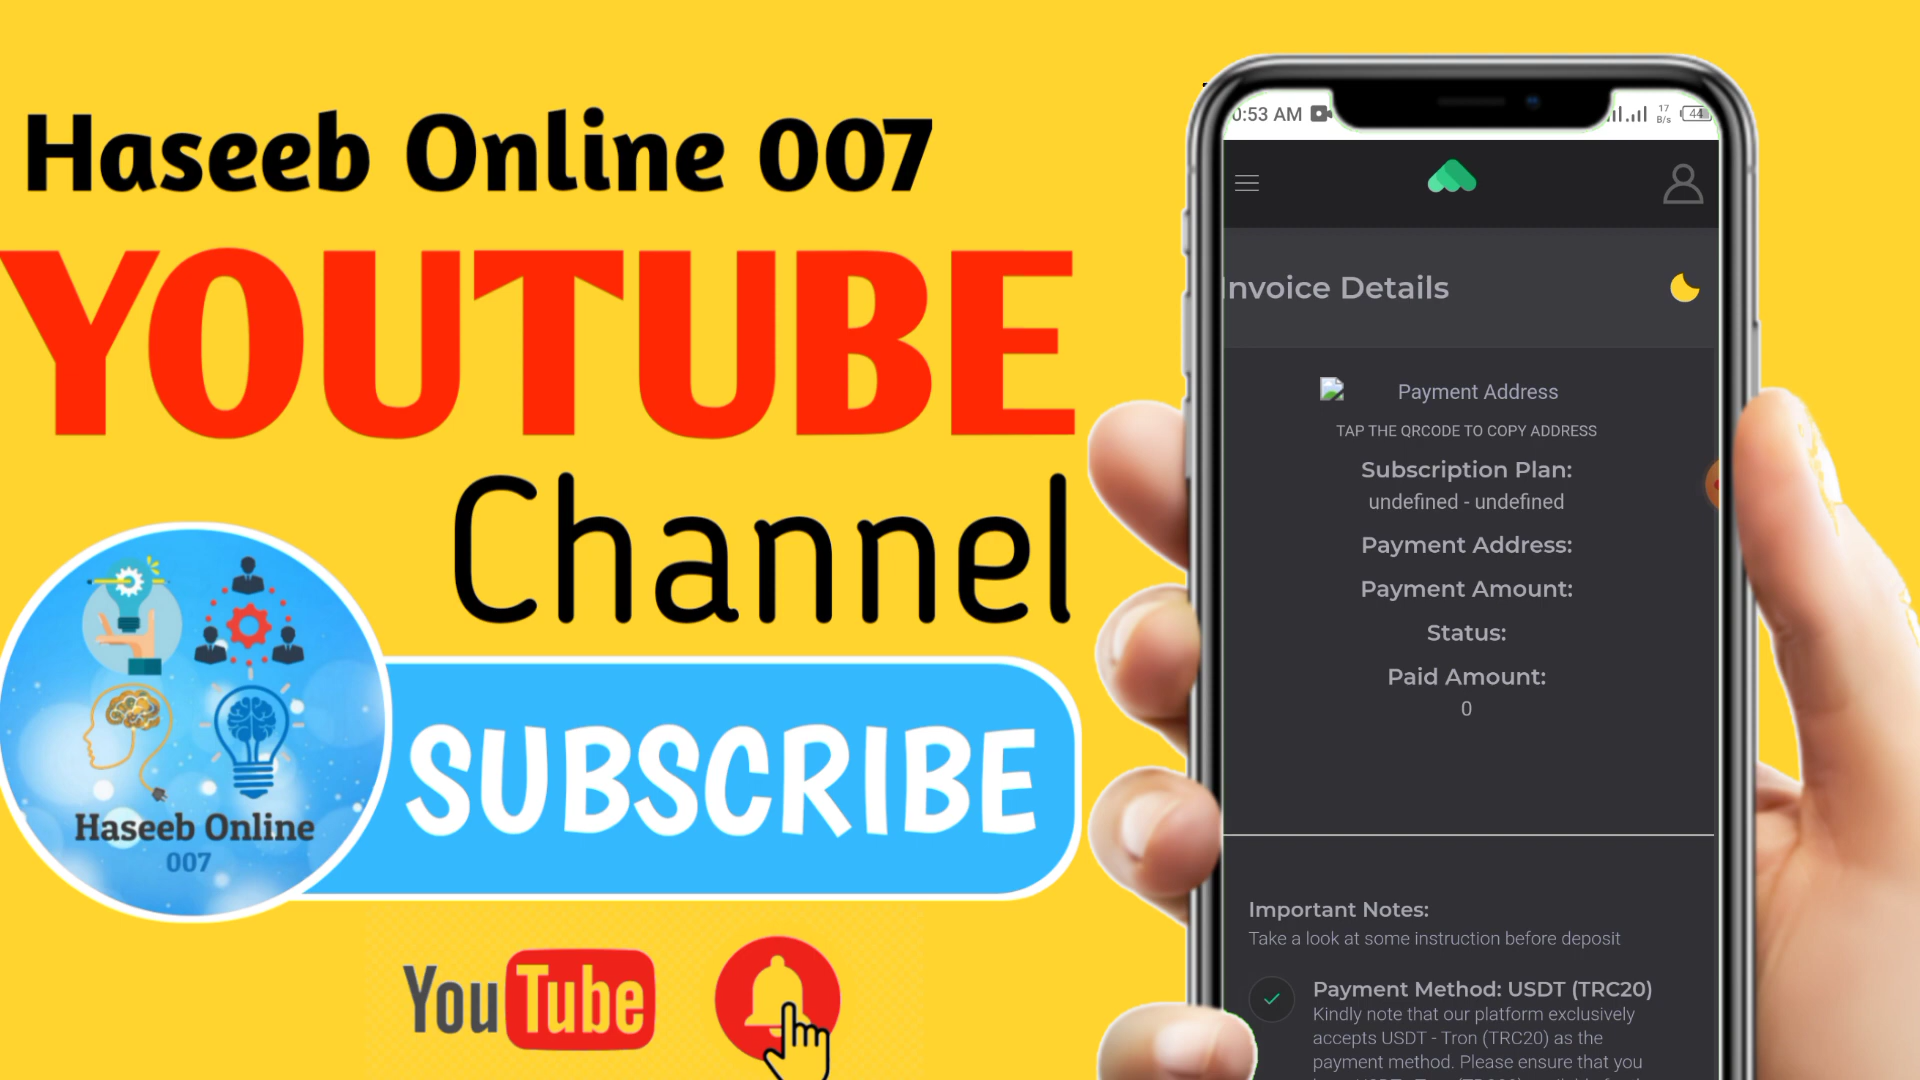 Haseeb Online 007
YOUTUBE
Channel
Haseeb Online
007
SUBSCRIBE
YouTube
0:53 AM
17
B/s
44
Invoice Details
Payment Address
TAP THE QRCODE TO COPY ADDRESS
Subscription Plan:
undefined - undefined
Payment Address:
Payment Amount:
Status:
Paid Amount:
0
Important Notes:
Take a look at some instruction before deposit
Payment Method: USDT (TRC20)
Kindly note that our platform exclusively
accepts USDT - Tron (TRC20) as the
payment method. Please ensure that you